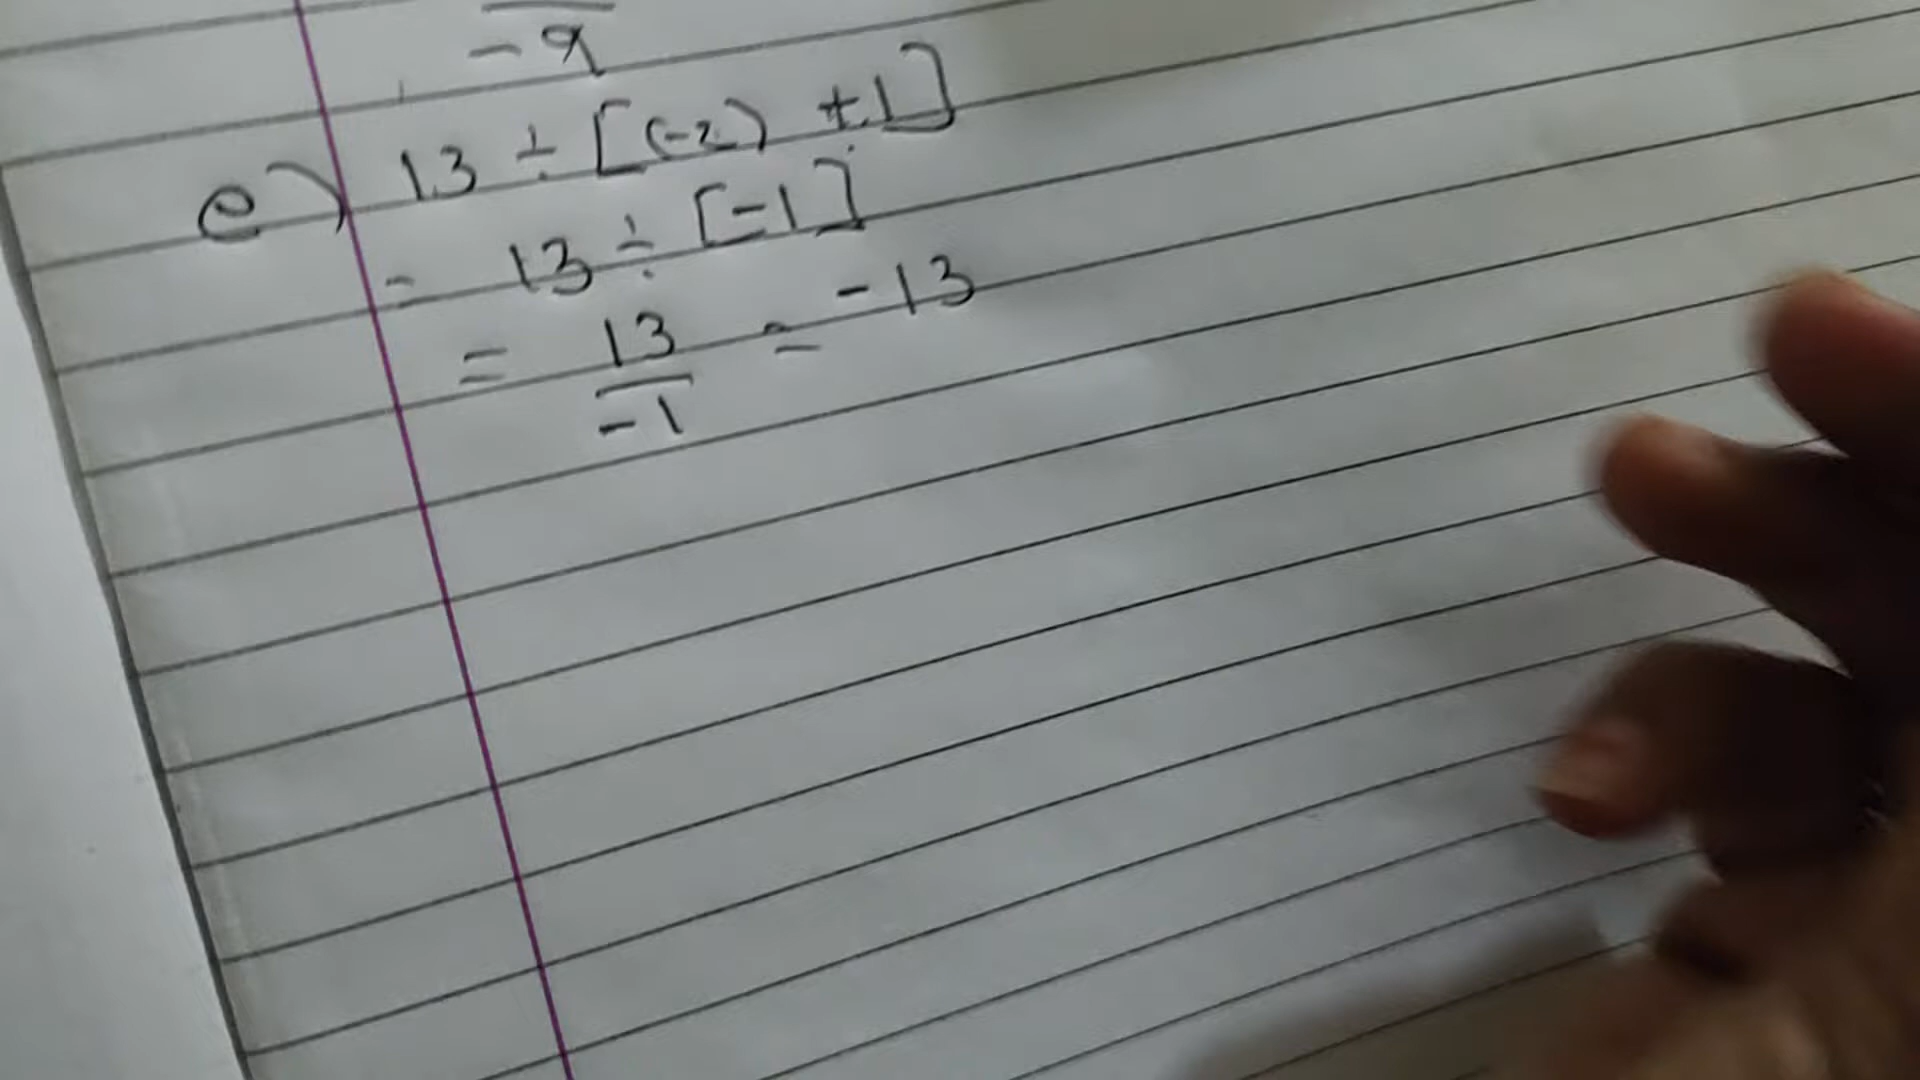 -9
e) 13 ÷ [(-2) +1]
= 13 ÷ [-1]
= 13/-1 = -13